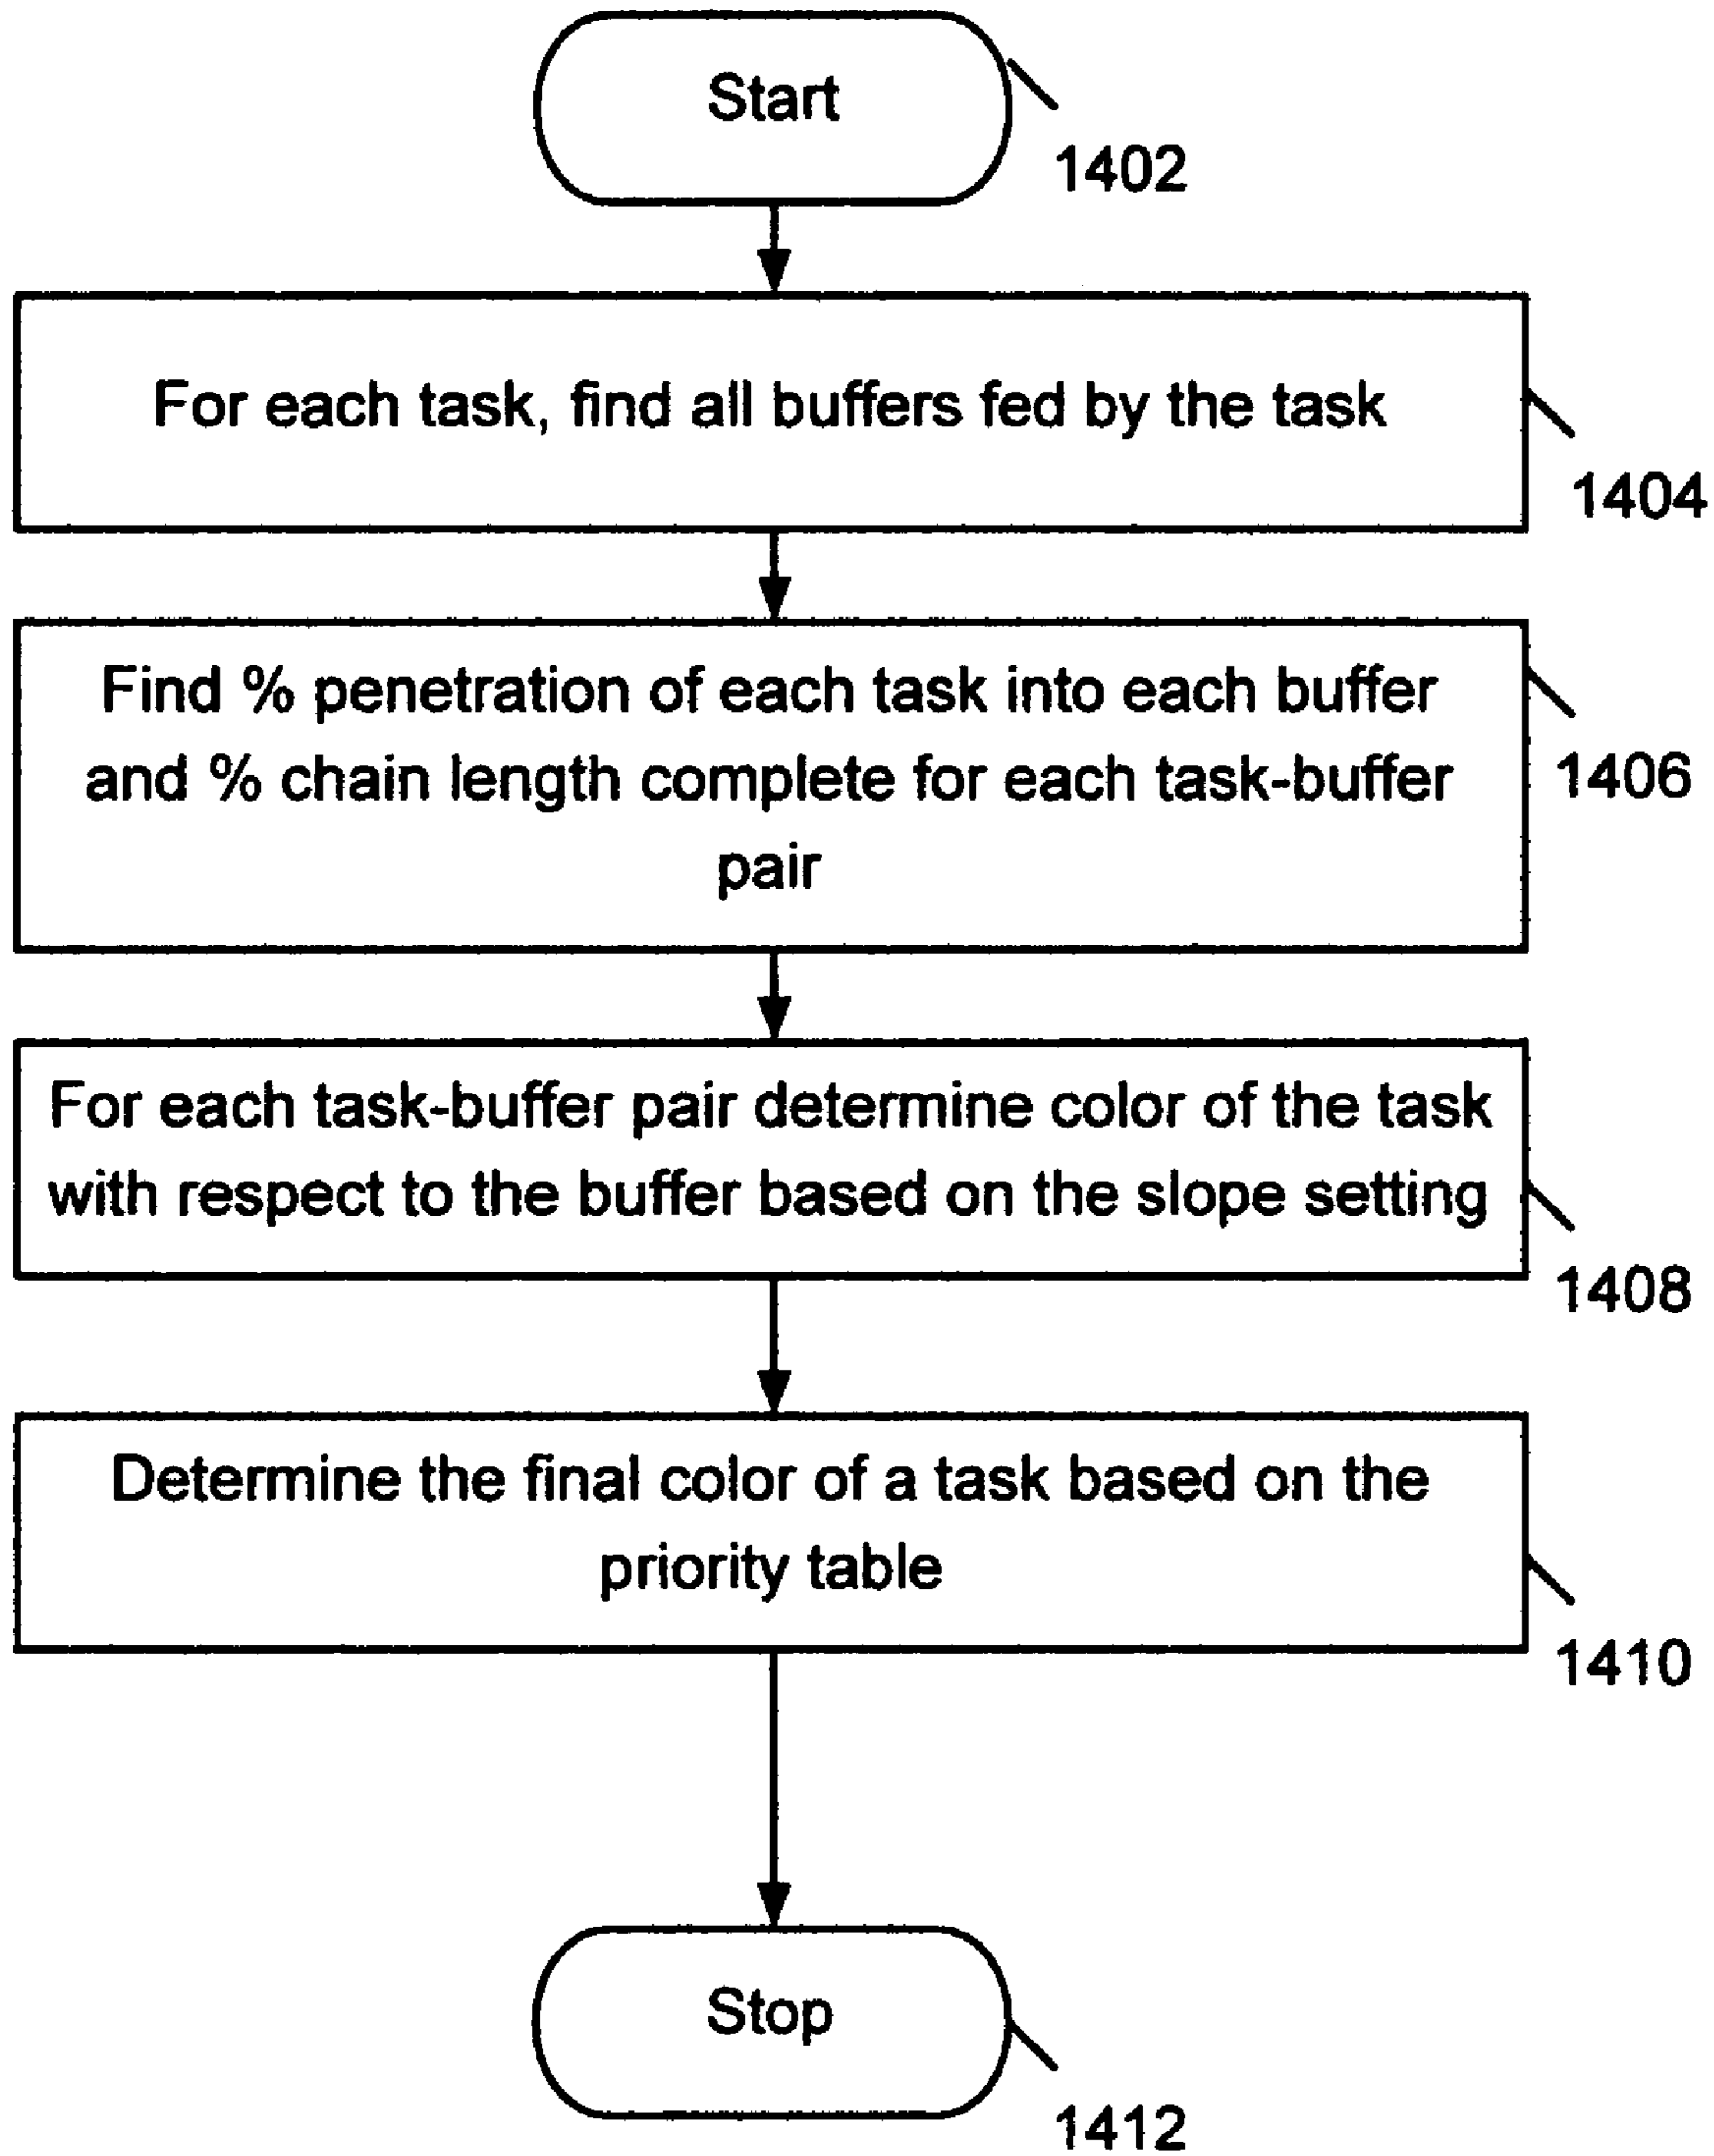 Start
1402
For each task, find all buffers fed by the task
1404
Find % penetration of each task into each buffer
and % chain length complete for each task-buffer
pair
1406
For each task-buffer pair determine color of the task
with respect to the buffer based on the slope setting
1408
Determine the final color of a task based on the
priority table
1410
Stop
1412